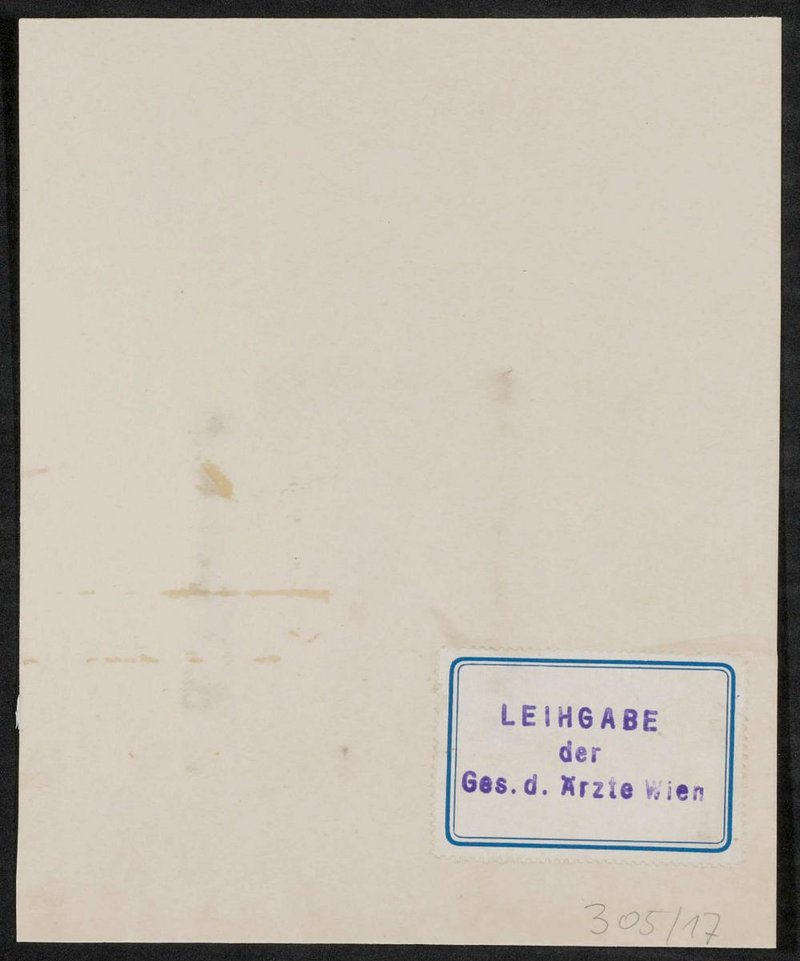 LEIHGABE
der
Ges. d. Ärzte Wien
305/17